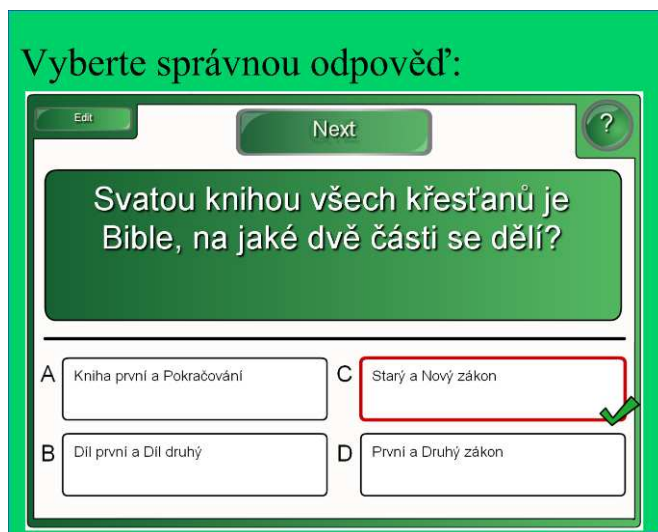 Vyberte správnou odpověď:
Edit
Next
?
Svatou knihou všech křesťanů je
Bible, na jaké dvě části se dělí?
A
Kniha první a Pokračování
C
Starý a Nový zákon
B
Díl první a Díl druhý
D
První a Druhý zákon